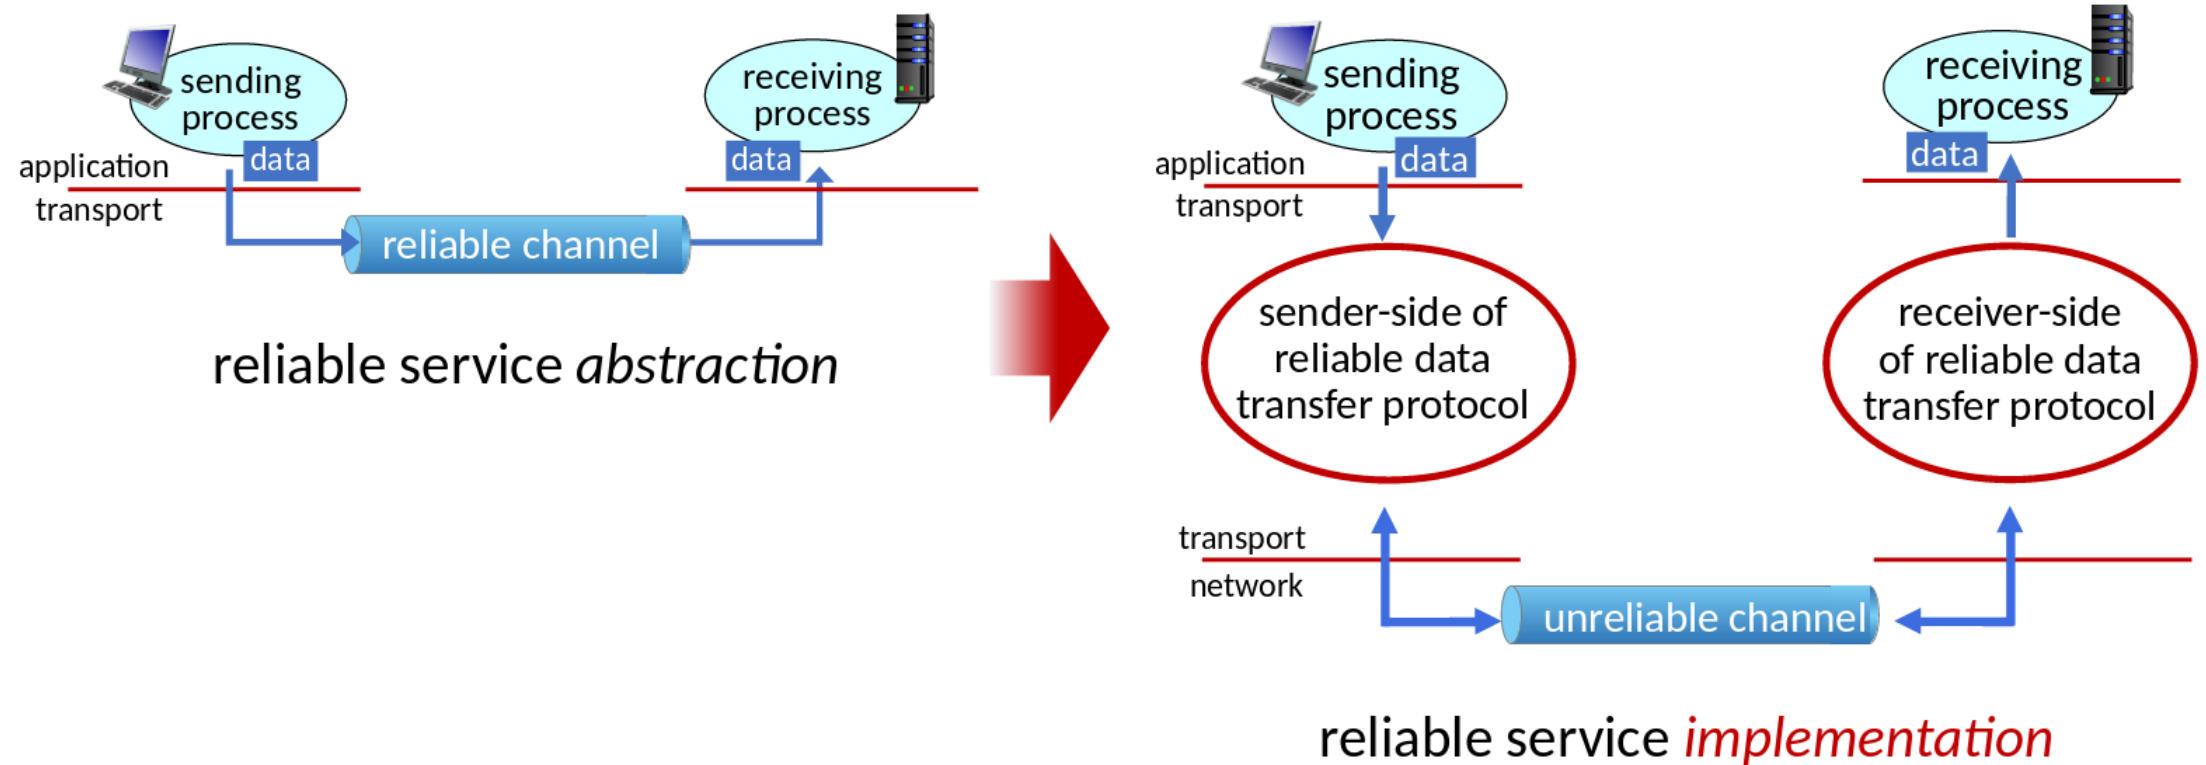 sending
process
data
application
transport
reliable channel
receiving
process
data
reliable service abstraction
sending
process
data
application
transport
sender-side of
reliable data
transfer protocol
transport
network
unreliable channel
receiving
process
data
receiver-side
of reliable data
transfer protocol
reliable service implementation